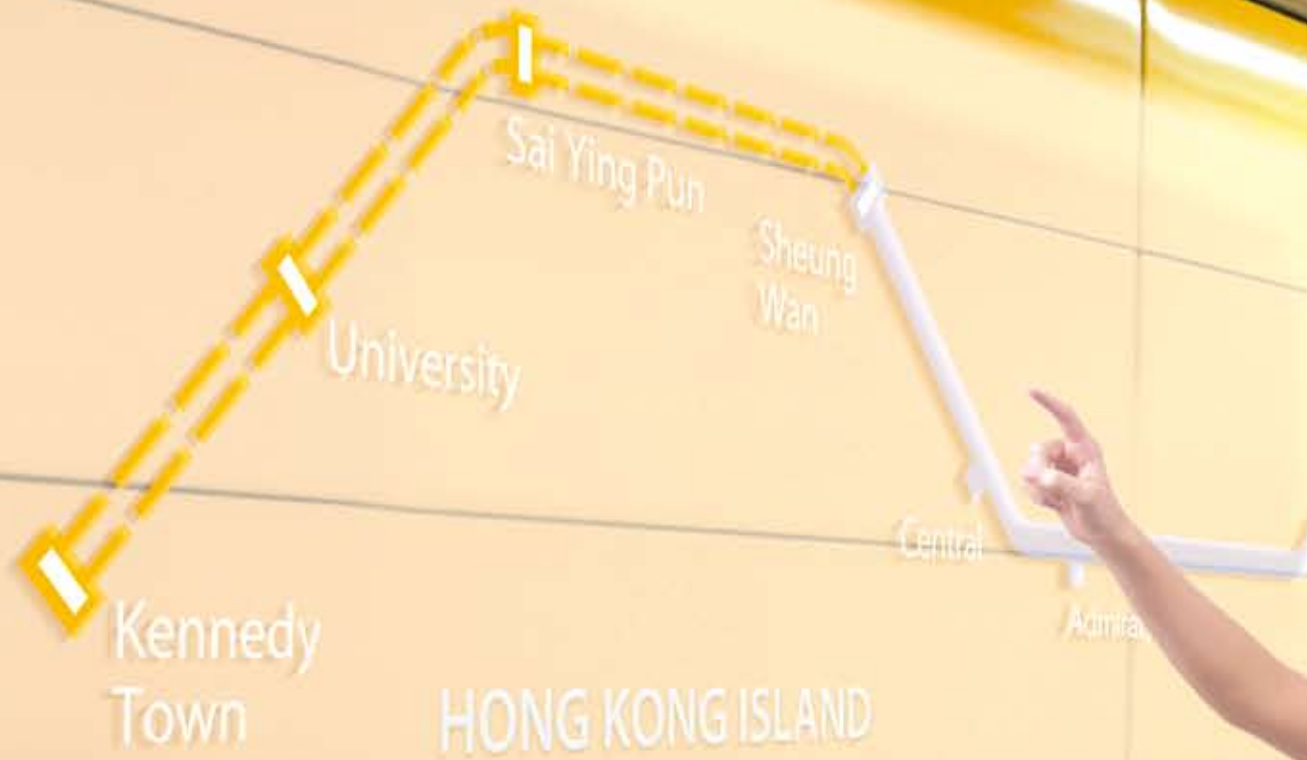 Sai Ying Pun
Sheung
Wan
University
Central
Kennedy
Town
HONG KONG ISLAND